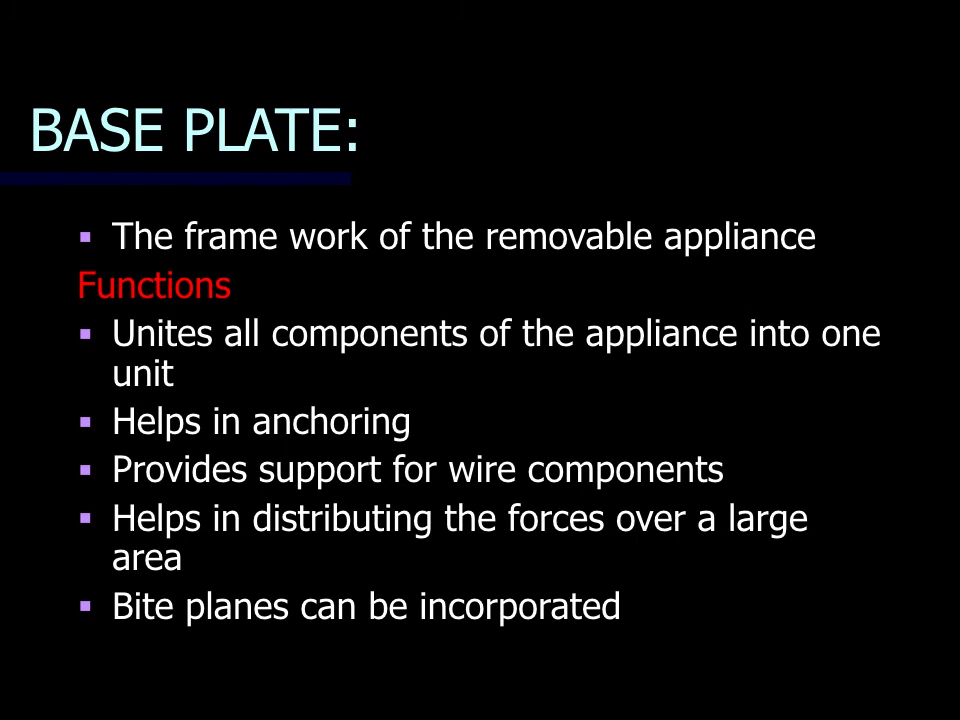 BASE PLATE:
▪ The frame work of the removable appliance
Functions
▪ Unites all components of the appliance into one
unit
▪ Helps in anchoring
▪ Provides support for wire components
▪ Helps in distributing the forces over a large
area
▪ Bite planes can be incorporated